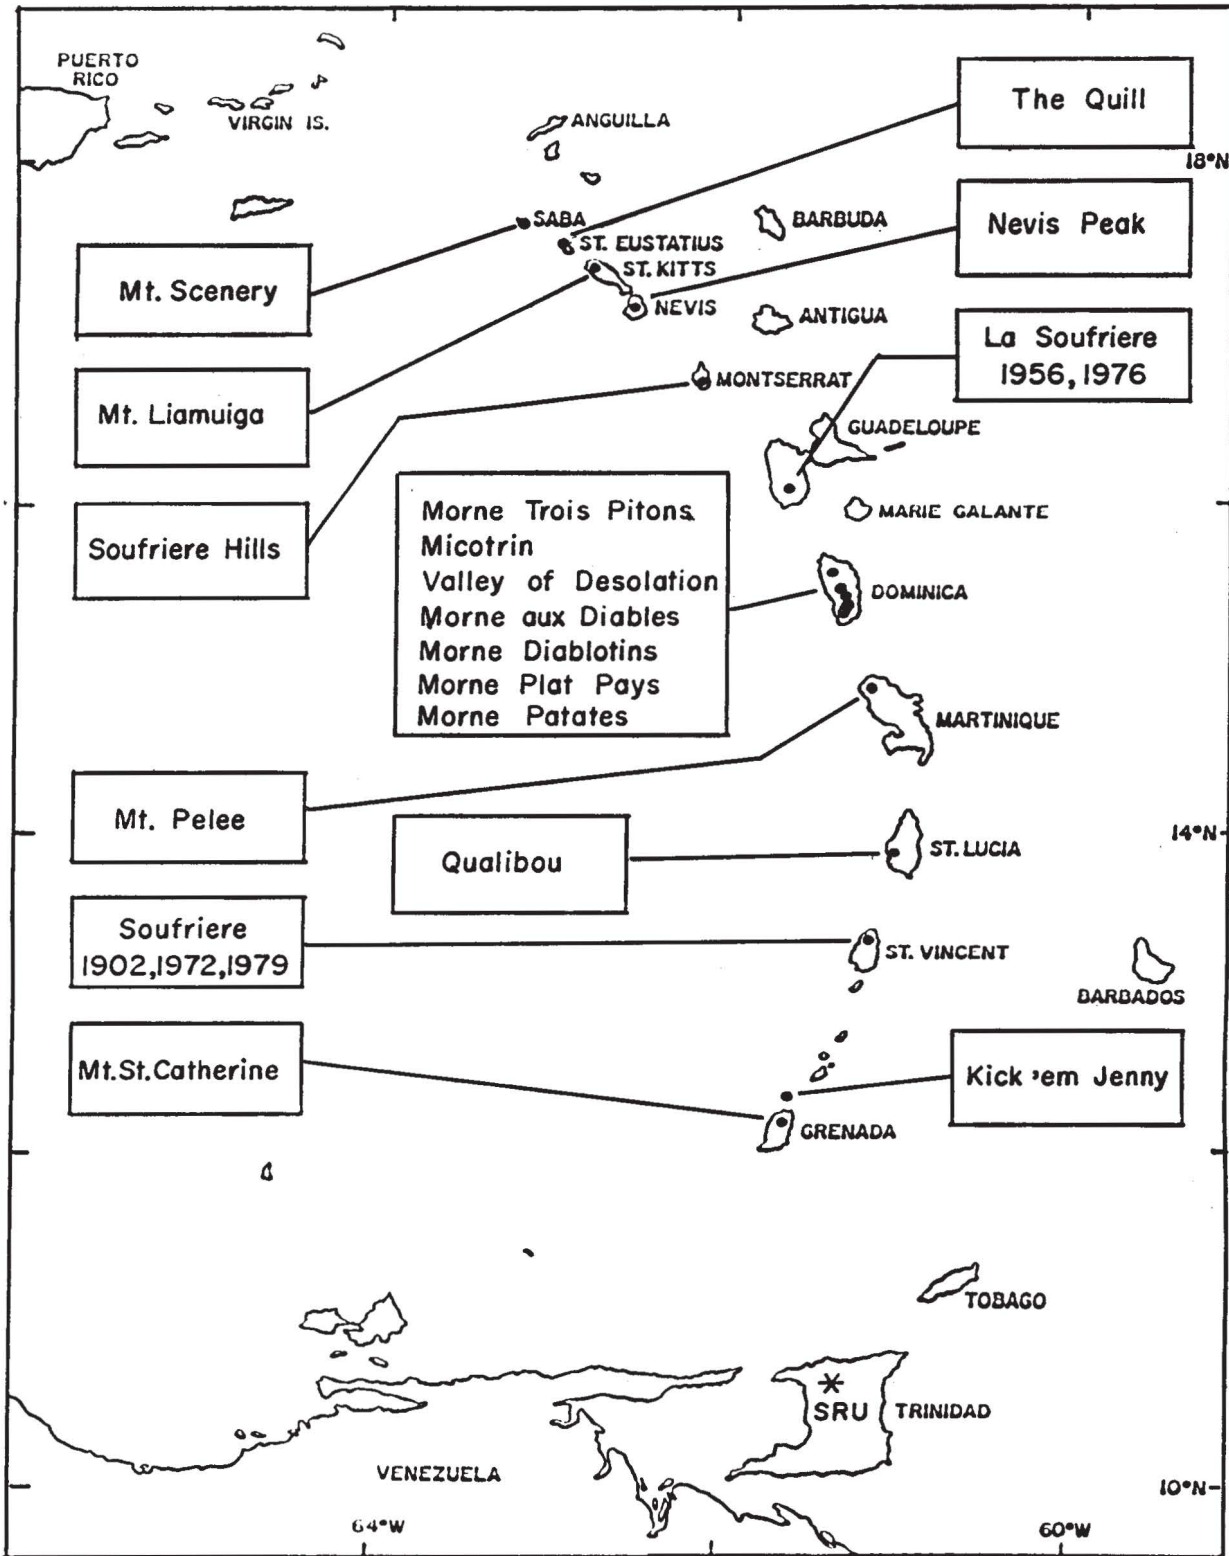 PUERTO
RICO
VIRGIN IS.
ANGUILLA
The Quill
18°N
SABA
ST. EUSTATIUS
ST. KITTS
NEVIS
BARBUDA
Nevis Peak
Mt. Scenery
ANTIGUA
La Soufriere
1956, 1976
Mt. Liamuiga
MONTSERRAT
GUADELOUPE
Soufriere Hills
MARIE GALANTE
Morne Trois Pitons
Micotrin
Valley of Desolation
Morne aux Diables
Morne Diablotins
Morne Plat Pays
Morne Patates
DOMINICA
MARTINIQUE
Mt. Pelee
14°N
Qualibou
ST. LUCIA
Soufriere
1902, 1972, 1979
ST. VINCENT
BARBADOS
Mt. St. Catherine
Kick 'em Jenny
GRENADA
TOBAGO
SRU
TRINIDAD
VENEZUELA
10°N
64°W
60°W